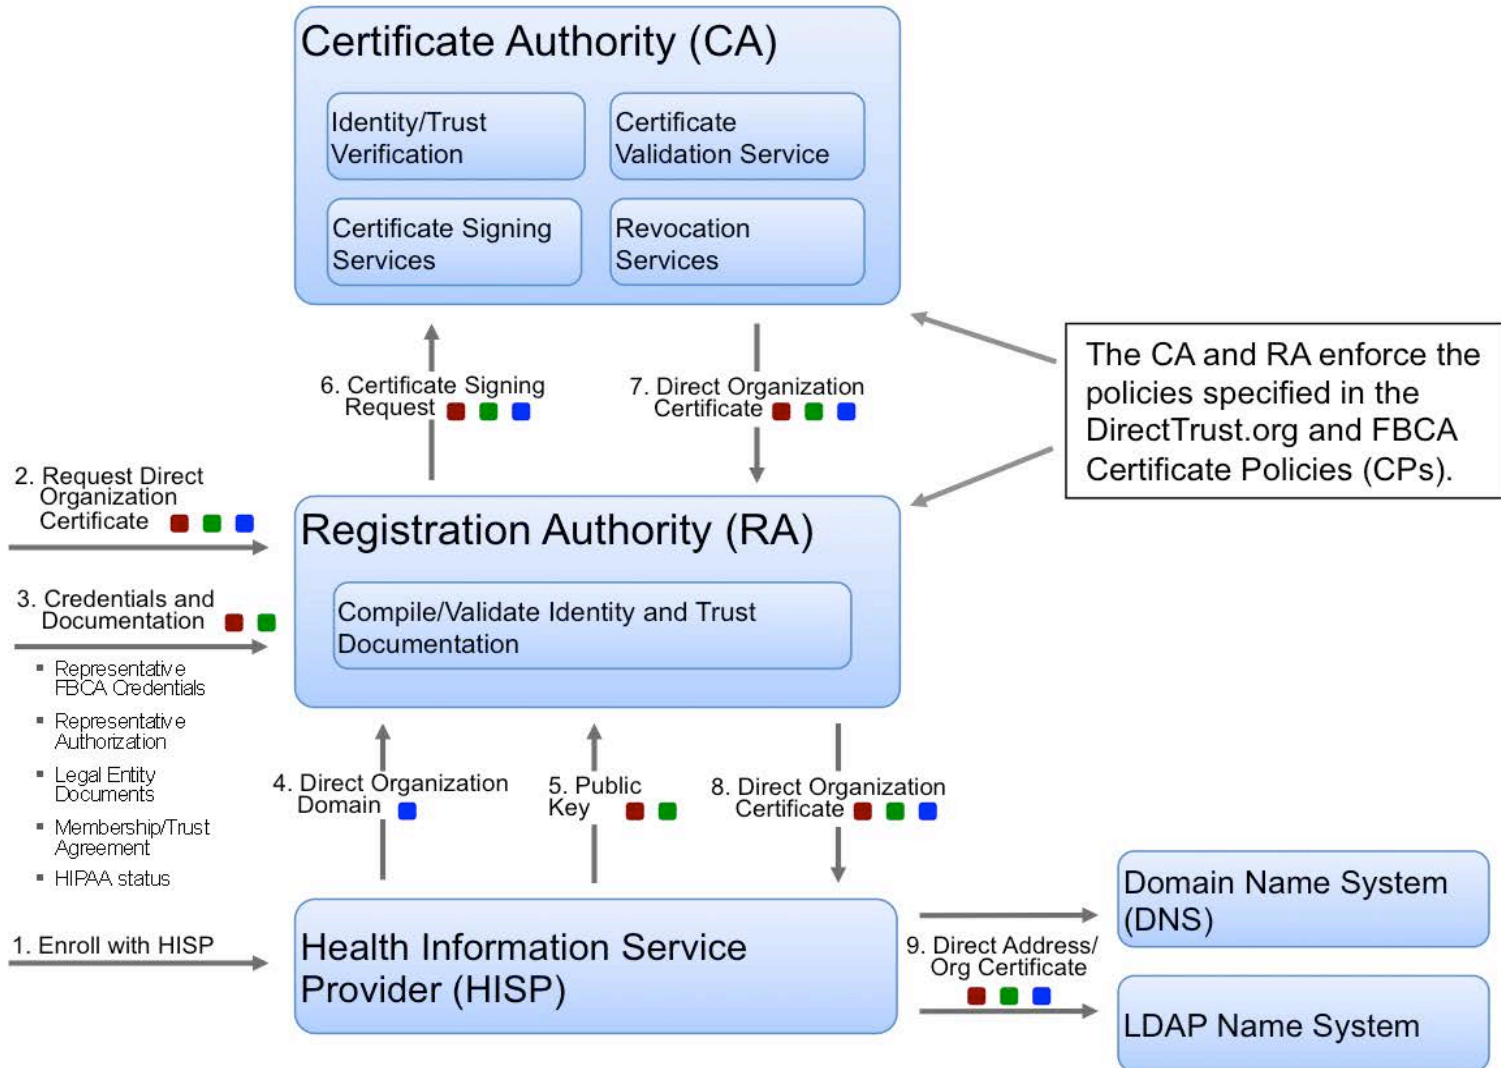 Certificate Authority (CA)
Identity/Trust
Verification
Certificate
Validation Service
Certificate Signing
Services
Revocation
Services
6. Certificate Signing
Request
7. Direct Organization
Certificate
The CA and RA enforce the
policies specified in the
DirectTrust.org and FBCA
Certificate Policies (CPs).
2. Request Direct
Organization
Certificate
Registration Authority (RA)
Compile/Validate Identity and Trust
Documentation
3. Credentials and
Documentation
▪ Representative
FBCA Credentials
▪ Representative
Authorization
▪ Legal Entity
Documents
▪ Membership/Trust
Agreement
▪ HIPAA status
4. Direct Organization
Domain
5. Public
Key
8. Direct Organization
Certificate
1. Enroll with HISP
Health Information Service
Provider (HISP)
9. Direct Address/
Org Certificate
Domain Name System
(DNS)
LDAP Name System